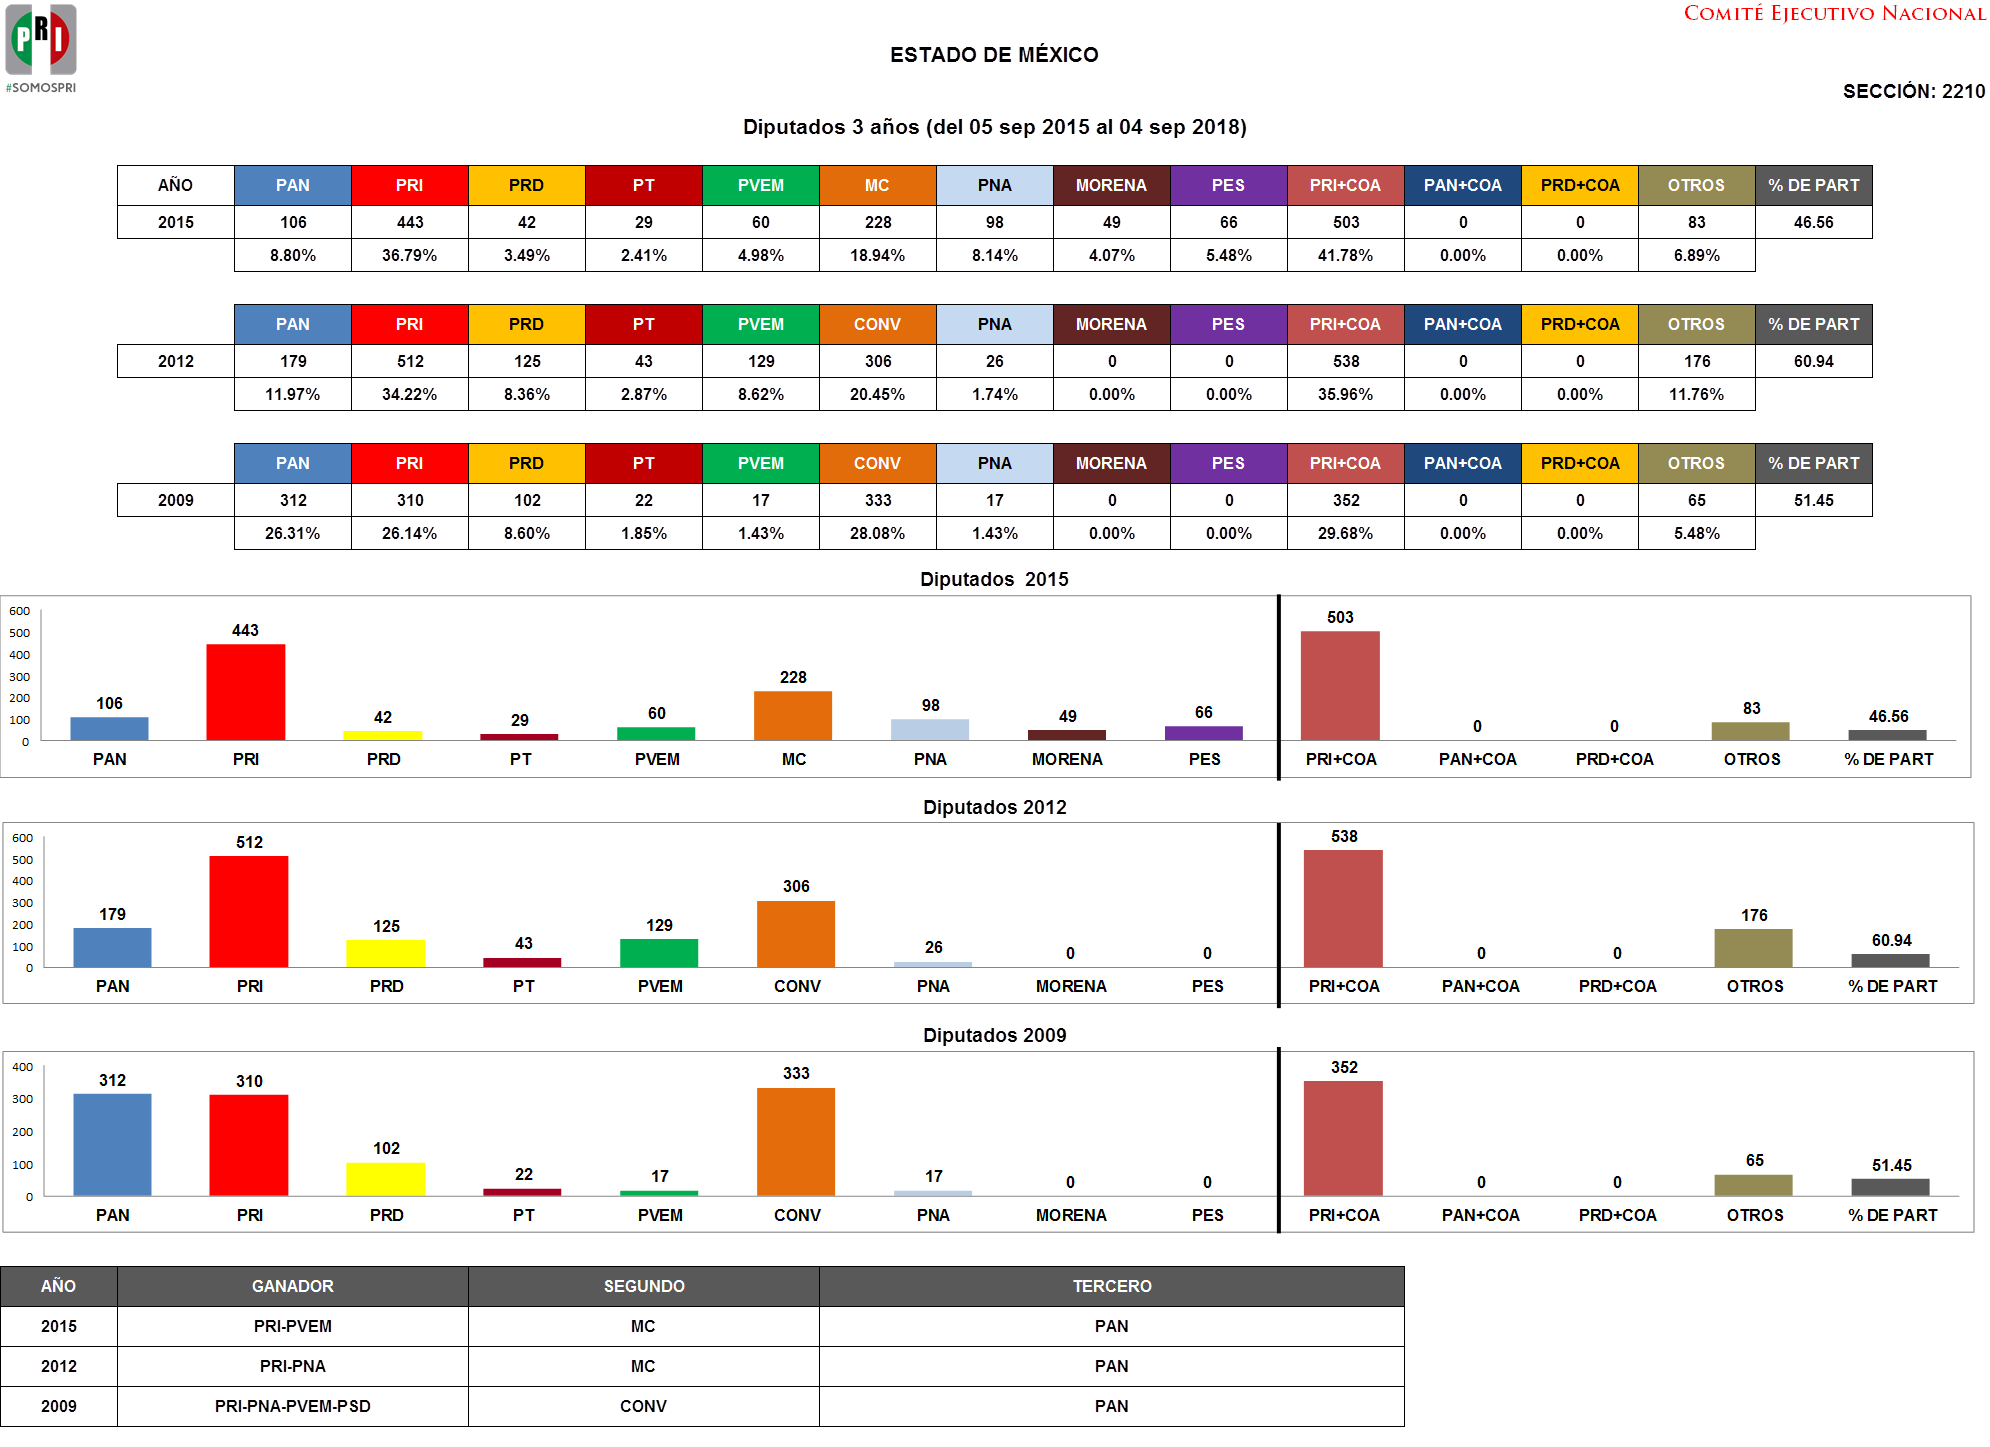 PRI
#SOMOSPRI
COMITÉ EJECUTIVO NACIONAL
ESTADO DE MÉXICO
SECCIÓN: 2210
Diputados 3 años (del 05 sep 2015 al 04 sep 2018)
AÑO PAN PRI PRD PT PVEM MC PNA MORENA PES PRI+COA PAN+COA PRD+COA OTROS % DE PART
2015 106 443 42 29 60 228 98 49 66 503 0 0 83 46.56
8.80% 36.79% 3.49% 2.41% 4.98% 18.94% 8.14% 4.07% 5.48% 41.78% 0.00% 0.00% 6.89%
PAN PRI PRD PT PVEM CONV PNA MORENA PES PRI+COA PAN+COA PRD+COA OTROS % DE PART
2012 179 512 125 43 129 306 26 0 0 538 0 0 176 60.94
11.97% 34.22% 8.36% 2.87% 8.62% 20.45% 1.74% 0.00% 0.00% 35.96% 0.00% 0.00% 11.76%
PAN PRI PRD PT PVEM CONV PNA MORENA PES PRI+COA PAN+COA PRD+COA OTROS % DE PART
2009 312 310 102 22 17 333 17 0 0 352 0 0 65 51.45
26.31% 26.14% 8.60% 1.85% 1.43% 28.08% 1.43% 0.00% 0.00% 29.68% 0.00% 0.00% 5.48%
Diputados 2015
600
500
400
300
200
100
0
106 443 42 29 60 228 98 49 66 503 0 0 83 46.56
PAN PRI PRD PT PVEM MC PNA MORENA PES PRI+COA PAN+COA PRD+COA OTROS % DE PART
Diputados 2012
600
500
400
300
200
100
0
179 512 125 43 129 306 26 0 0 538 0 0 176 60.94
PAN PRI PRD PT PVEM CONV PNA MORENA PES PRI+COA PAN+COA PRD+COA OTROS % DE PART
Diputados 2009
400
300
200
100
0
312 310 102 22 17 333 17 0 0 352 0 0 65 51.45
PAN PRI PRD PT PVEM CONV PNA MORENA PES PRI+COA PAN+COA PRD+COA OTROS % DE PART
AÑO GANADOR SEGUNDO TERCERO
2015 PRI-PVEM MC PAN
2012 PRI-PNA MC PAN
2009 PRI-PNA-PVEM-PSD CONV PAN